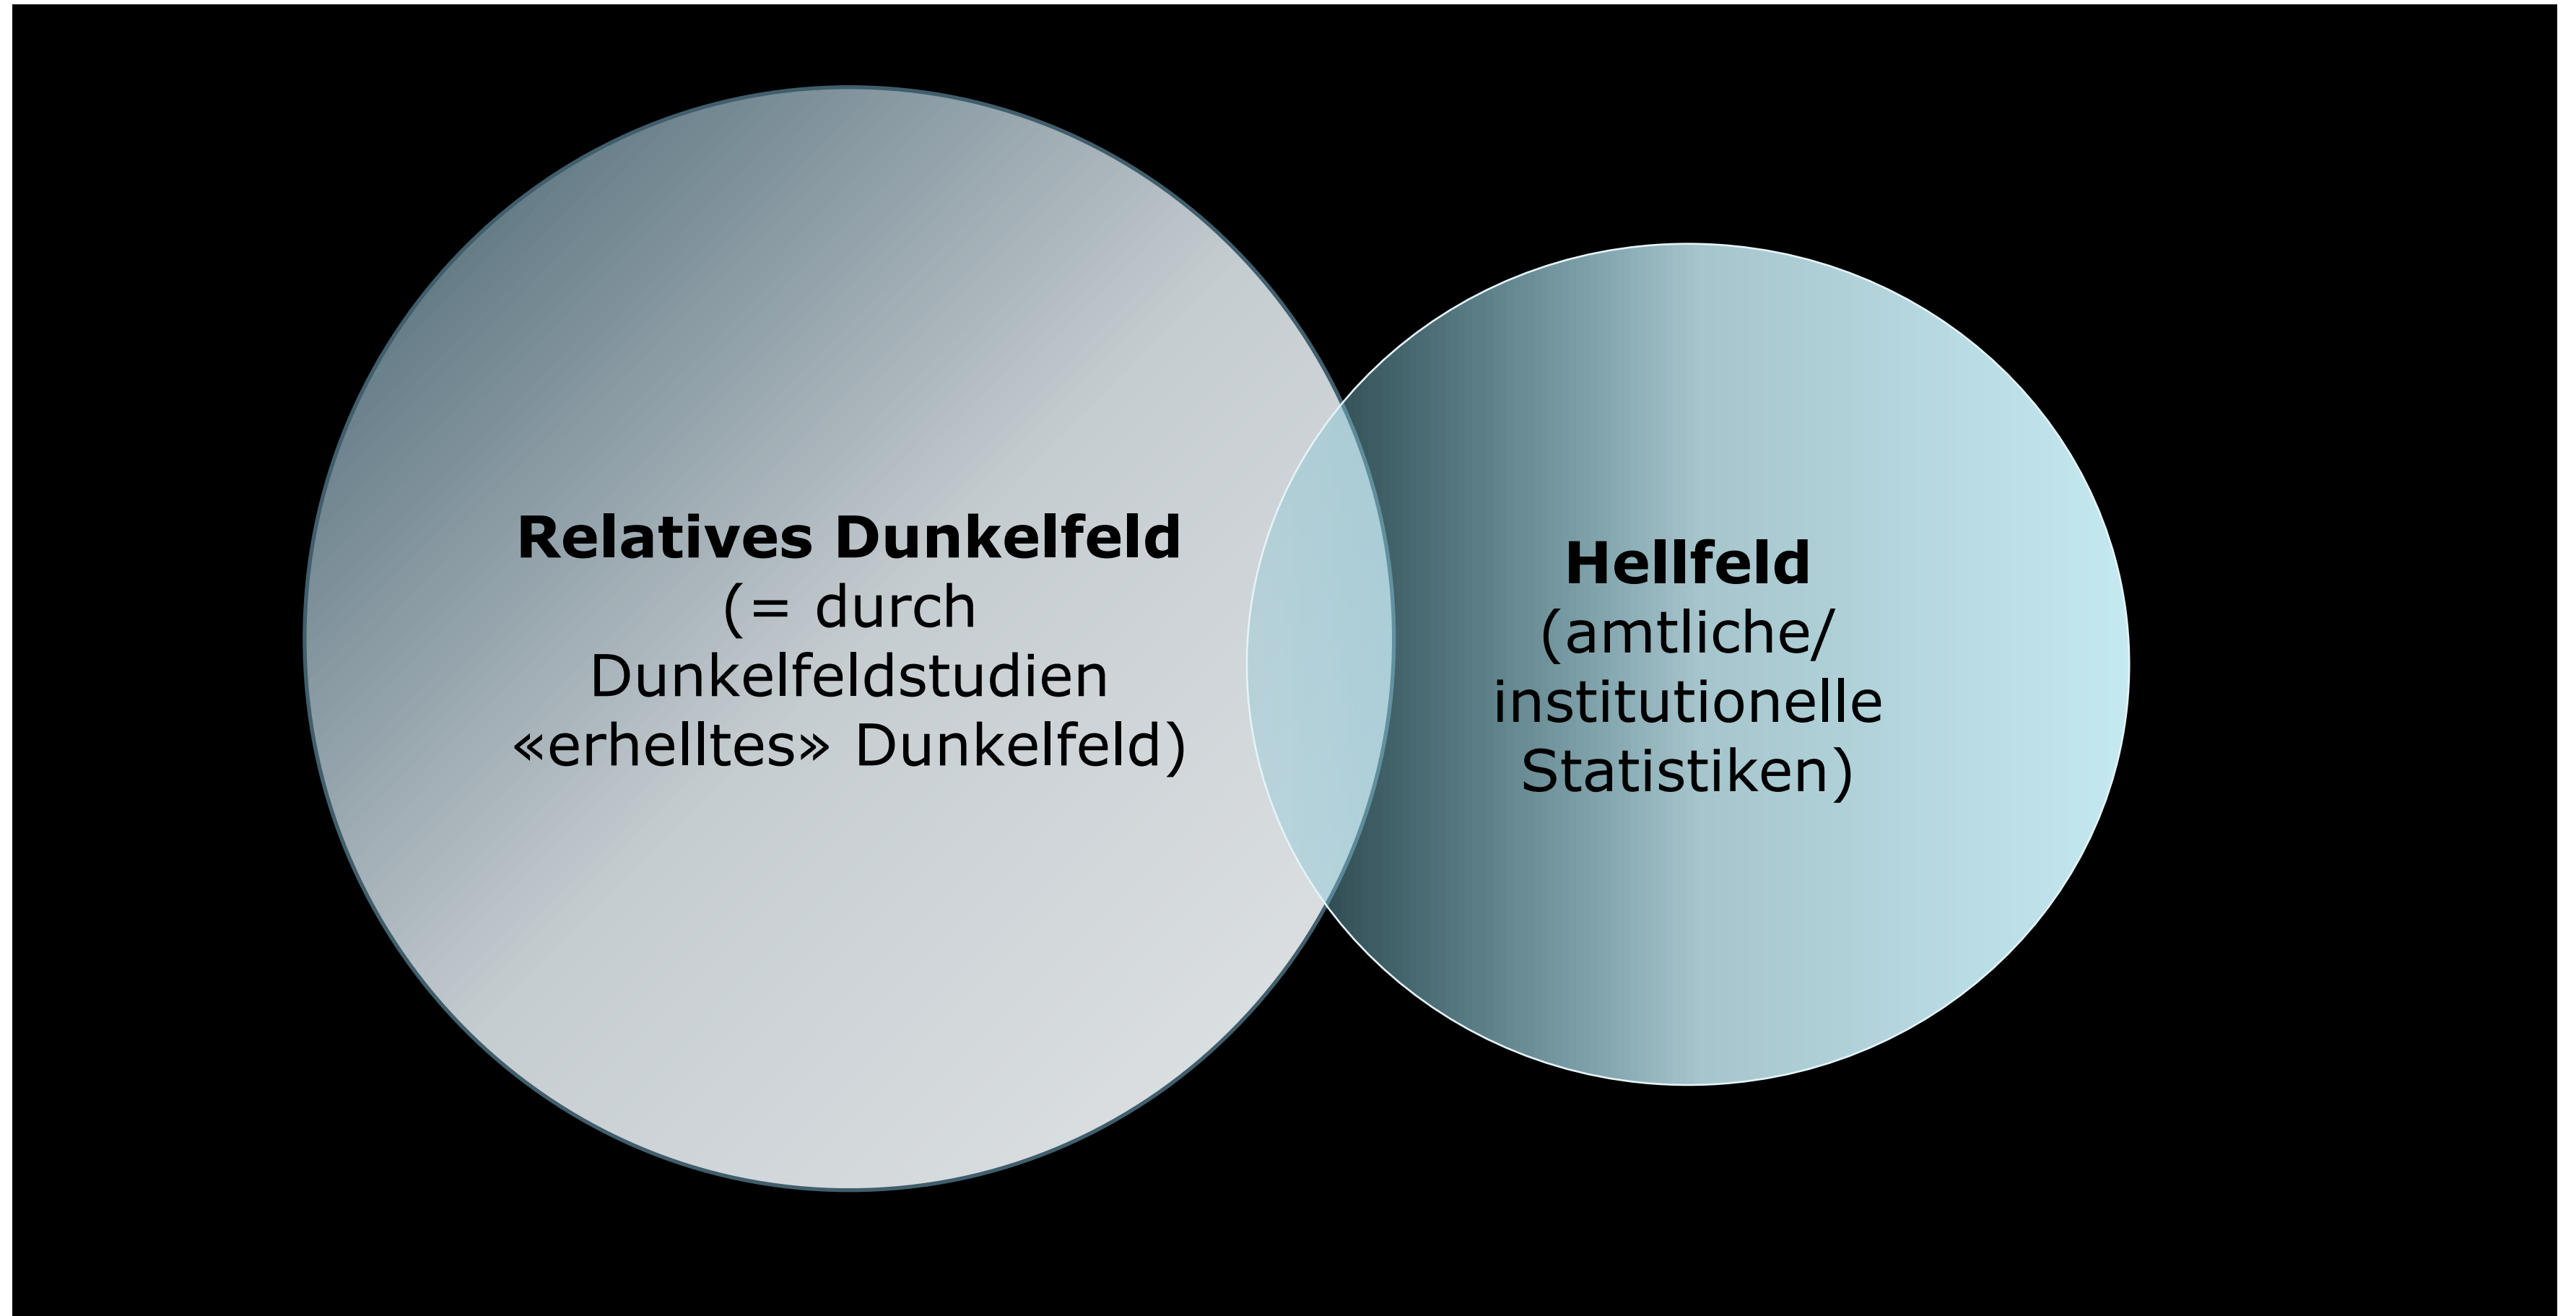 Relatives Dunkelfeld
(= durch
Dunkelfeldstudien
«erhelltes» Dunkelfeld)
Hellfeld
(amtliche/
institutionelle
Statistiken)